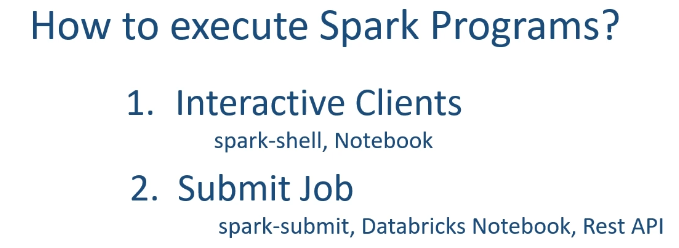 How to execute Spark Programs?
1. Interactive Clients
spark-shell, Notebook
2. Submit Job
spark-submit, Databricks Notebook, Rest API